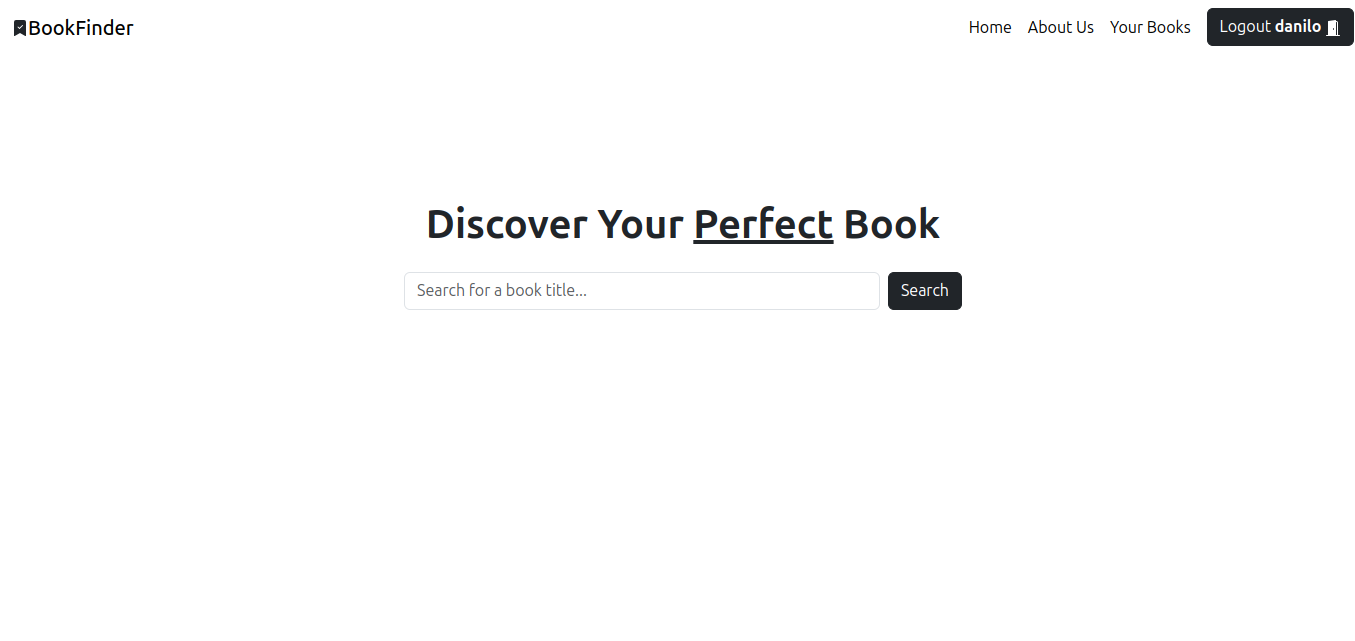 BookFinder
Home About Us Your Books Logout danilo
Discover Your Perfect Book
Search for a book title... Search